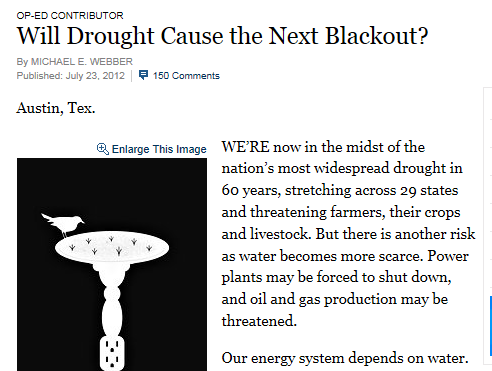 OP-ED CONTRIBUTOR
Will Drought Cause the Next Blackout?
By MICHAEL E. WEBBER
Published: July 23, 2012
150 Comments
Austin, Tex.
Enlarge This Image
WE’RE now in the midst of the
nation’s most widespread drought in
60 years, stretching across 29 states
and threatening farmers, their crops
and livestock. But there is another risk
as water becomes more scarce. Power
plants may be forced to shut down,
and oil and gas production may be
threatened.
Our energy system depends on water.